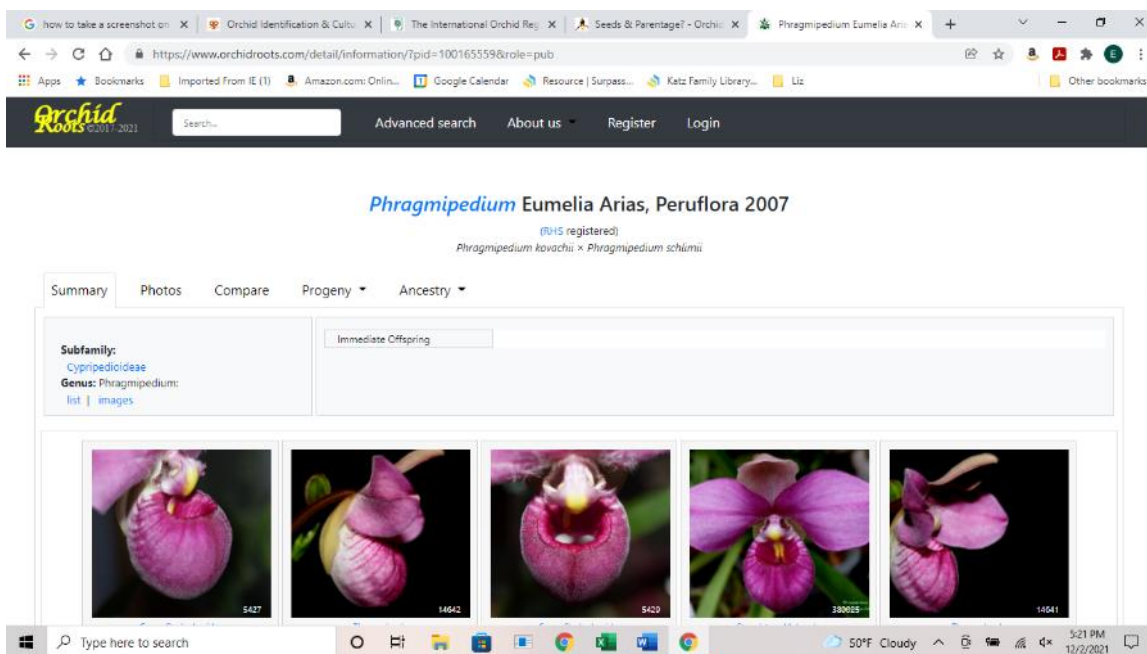 how to take a screenshot on
Orchid Identification & Cultu
The International Orchid Reg
Seeds & Parentage? - Orchid
Phragmipedium Eumelia Aria
https://www.orchidroots.com/detail/information/?pid=100165559&role=pub
E
Apps Bookmarks Imported From IE (1) Amazon.com: Onlin... Google Calendar Resource | Surpass... Katz Family Library... Liz Other bookmarks
Orchid
Roots ©2017-2021
Search...
Advanced search About us Register Login
Phragmipedium Eumelia Arias, Peruflora 2007
(RHS registered)
Phragmipedium kovachii × Phragmipedium schlimii
Summary Photos Compare Progeny Ancestry
Subfamily:
Cypripedioideae
Genus: Phragmipedium:
list | images
Immediate Offspring
5427
14642
5429
380025
14641
Type here to search
50°F Cloudy
5:21 PM
12/2/2021